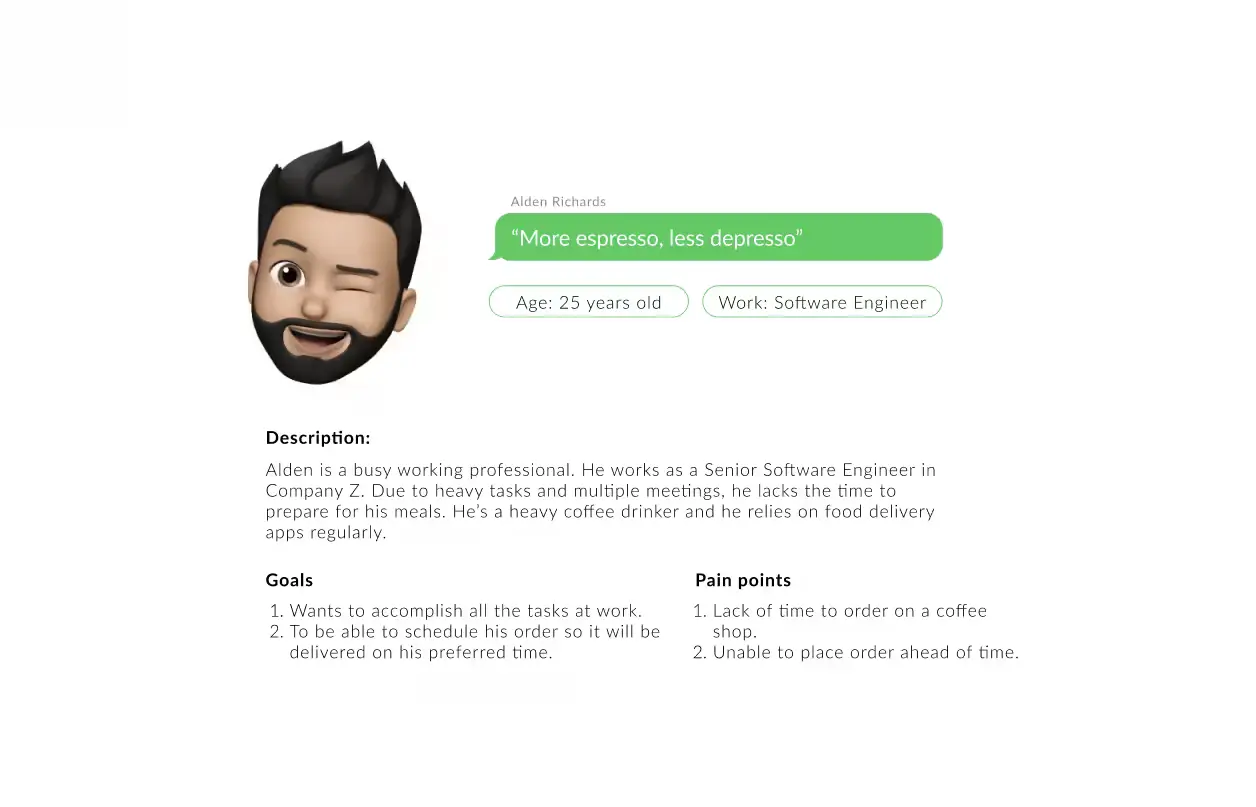 Alden Richards
“More espresso, less depresso”
Age: 25 years old
Work: Software Engineer
Description:
Alden is a busy working professional. He works as a Senior Software Engineer in
Company Z. Due to heavy tasks and multiple meetings, he lacks the time to
prepare for his meals. He’s a heavy coffee drinker and he relies on food delivery
apps regularly.
Goals
1. Wants to accomplish all the tasks at work.
2. To be able to schedule his order so it will be
delivered on his preferred time.
Pain points
1. Lack of time to order on a coffee
shop.
2. Unable to place order ahead of time.